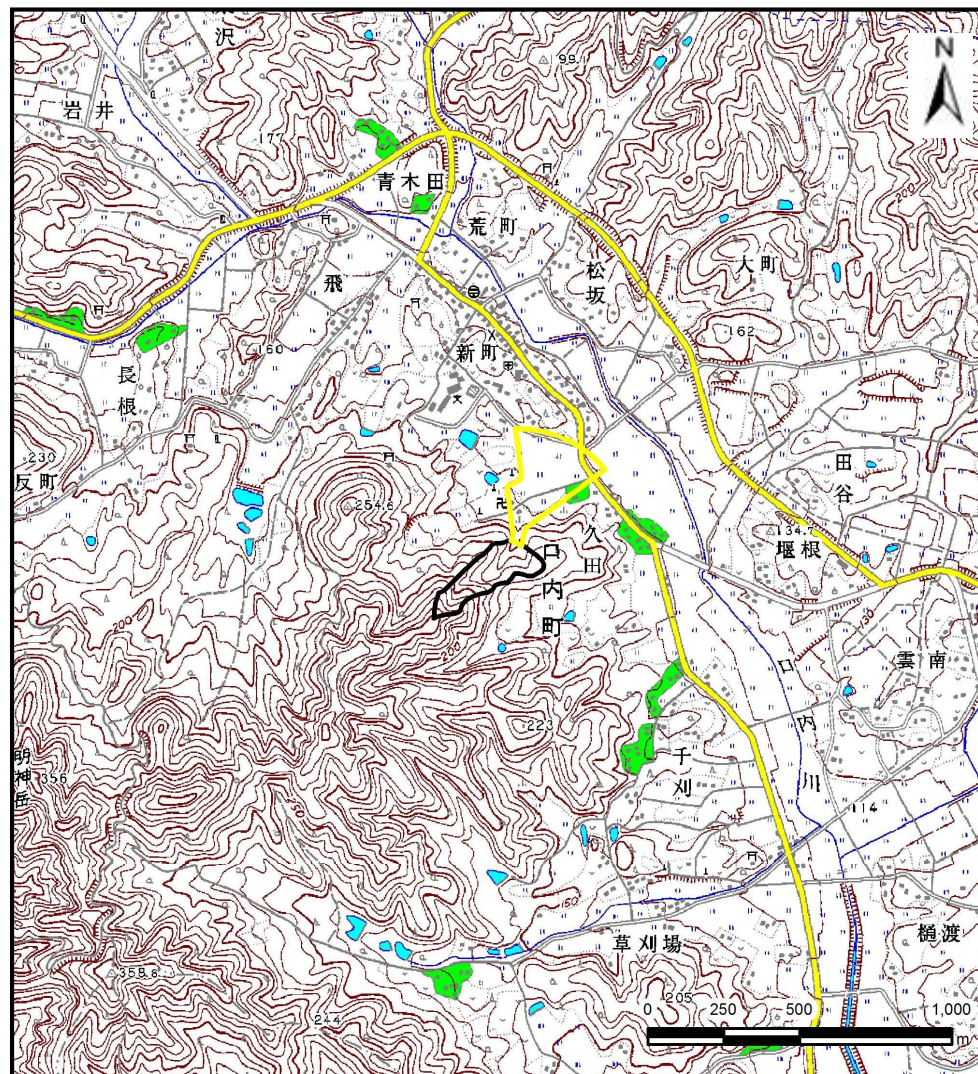 沢
99.1
N
岩井
177
青木田
荒町
飛
松坂
大町
新町
162
160
長根
230
反町
254.6
田谷
134.
堰根
久田
口内町
200
200
130
雲南
223
口内川
明神岳
356
千刈
114
250
150
草刈場
樋渡
358.6
205
244
0 250 500 1,000
m